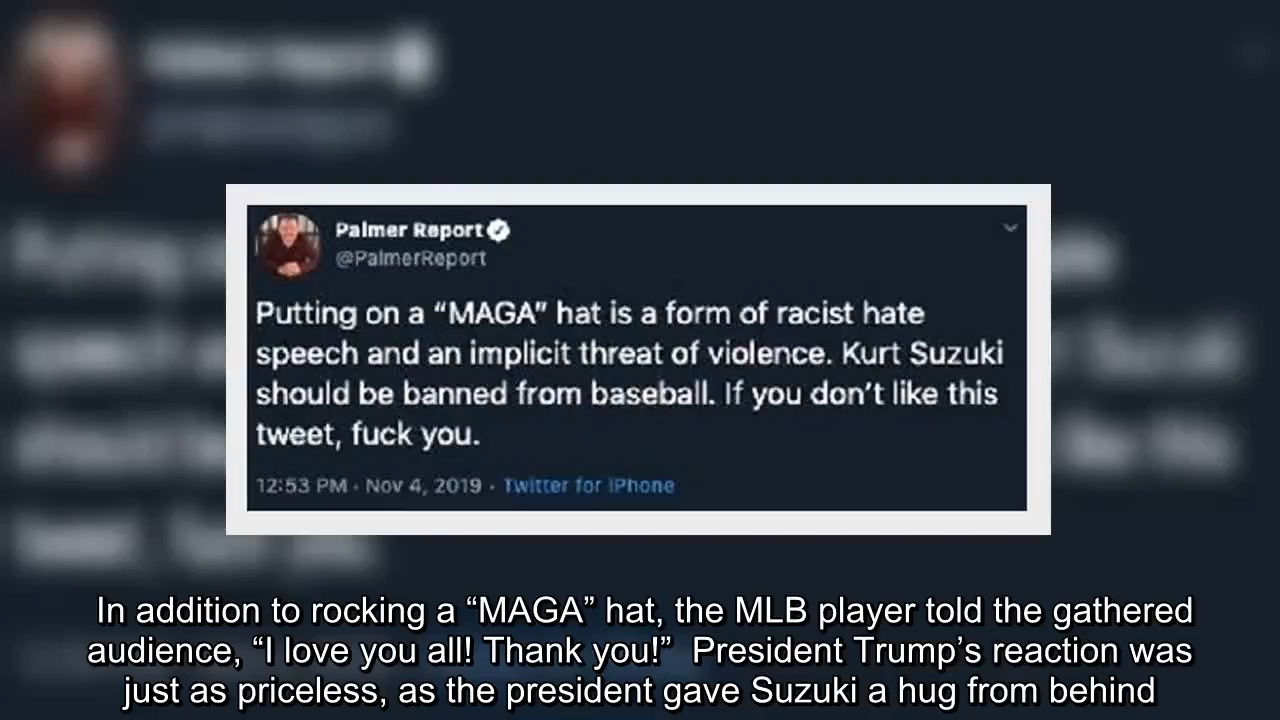 Palmer Report
@PalmerReport
Putting on a “MAGA” hat is a form of racist hate
speech and an implicit threat of violence. Kurt Suzuki
should be banned from baseball. If you don’t like this
tweet, fuck you.
12:53 PM · Nov 4, 2019 · Twitter for iPhone
In addition to rocking a “MAGA” hat, the MLB player told the gathered
audience, “I love you all! Thank you!”  President Trump’s reaction was
just as priceless, as the president gave Suzuki a hug from behind